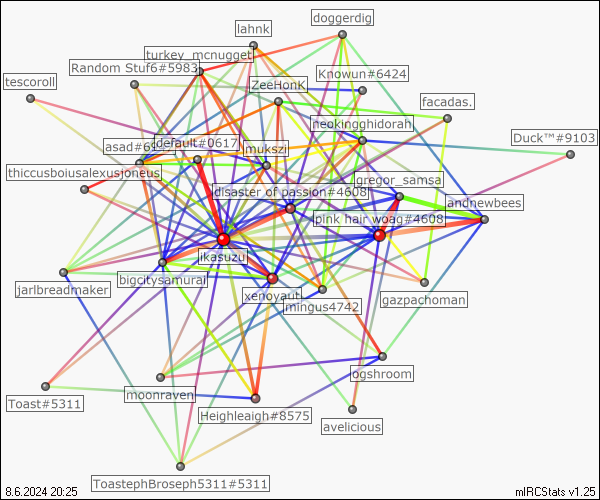 doggerdig
lahnk
turkey_mcnugget
Random Stuf6#5983
Knowun#6424
tescoroll
ZeeHonK
facadas.
neokingghidorah
Duck™#9103
default#0617
mukszi
thiccusboiusalexusjoneus
gregor_samsa
disaster of passion#4608
andnewbees
pink hair woag#4608
ikasuzu
bigcitysamurai
jarlbreadmaker
xenoyaut
mingus4742
gazpachoman
ogshroom
moonraven
Toast#5311
Heighleaigh#8575
avelicious
ToastephBroseph5311#5311
8.6.2024 20:25
mIRCStats v1.25